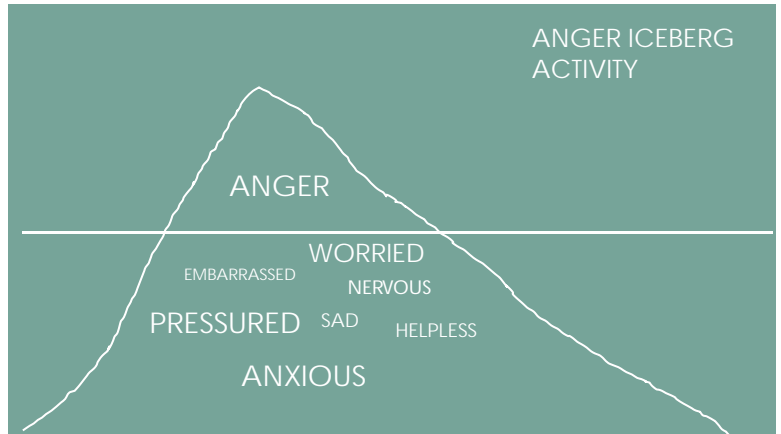 ANGER ICEBERG
ACTIVITY
ANGER
WORRIED
EMBARRASSED
NERVOUS
PRESSURED
SAD
HELPLESS
ANXIOUS